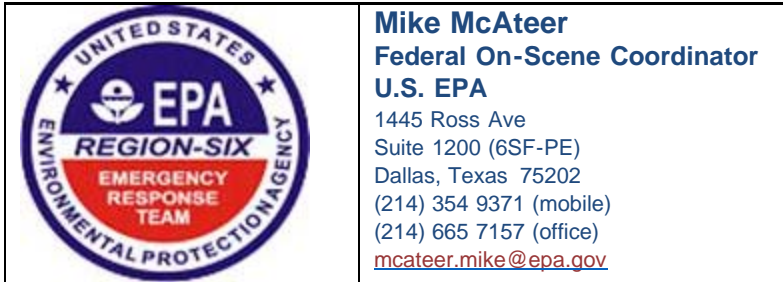 UNITED STATES
EPA
REGION-SIX
EMERGENCY
RESPONSE
TEAM
ENVIRONMENTAL PROTECTION AGENCY
Mike McAteer
Federal On-Scene Coordinator
U.S. EPA
1445 Ross Ave
Suite 1200 (6SF-PE)
Dallas, Texas  75202
(214) 354 9371 (mobile)
(214) 665 7157 (office)
mcateer.mike@epa.gov